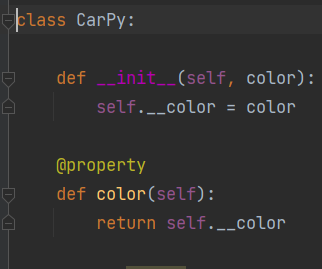 class CarPy:
def __init__(self, color):
self.__color = color
@property
def color(self):
return self.__color